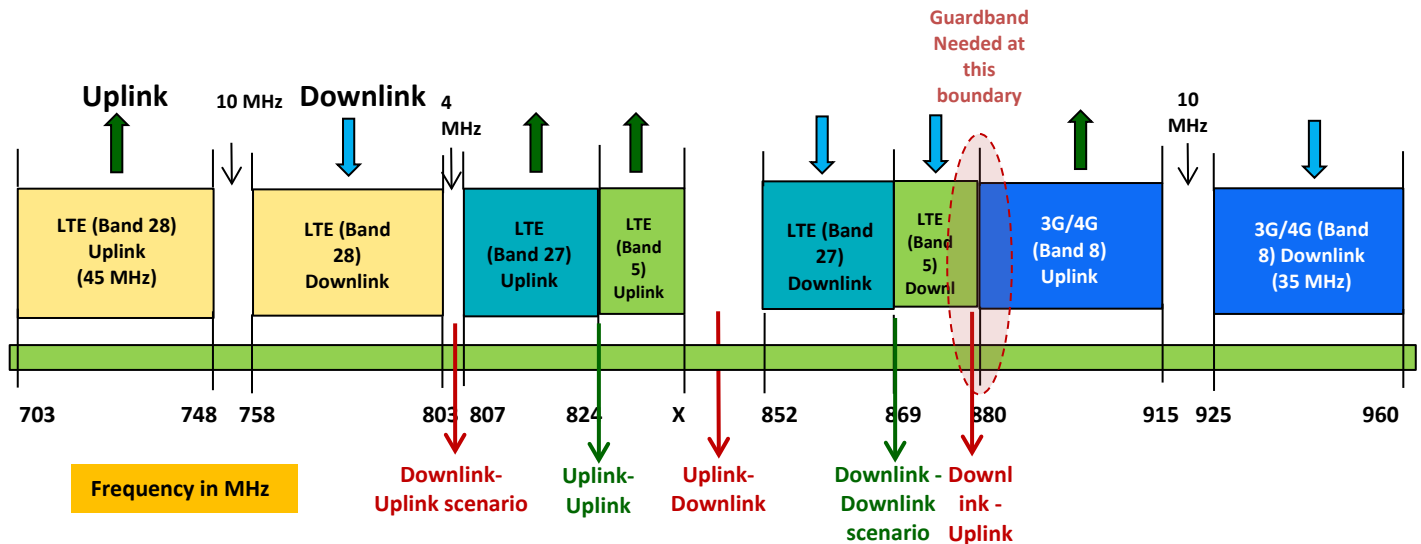 Guardband
Needed at
this
boundary
Uplink
10 MHz
Downlink
4
MHz
10
MHz
LTE (Band 28)
Uplink
(45 MHz)
LTE (Band
28)
Downlink
LTE
(Band 27)
Uplink
LTE
(Band
5)
Uplink
LTE (Band
27)
Downlink
LTE
(Band
5)
Downl
3G/4G
(Band 8)
Uplink
3G/4G (Band
8) Downlink
(35 MHz)
703
748
758
803
807
824
X
852
869
880
915
925
960
Frequency in MHz
Downlink-
Uplink scenario
Uplink-
Uplink
Uplink-
Downlink
Downlink -
Downlink
scenario
Downl
ink -
Uplink